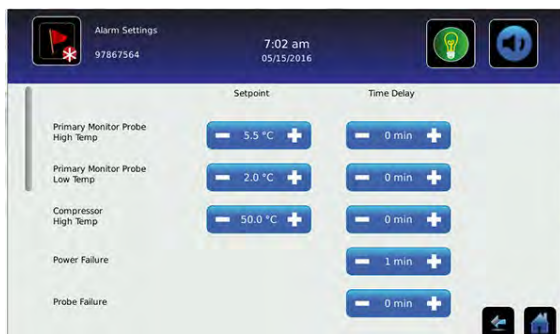 Alarm Settings
97867564
7:02 am
05/15/2016
Setpoint
Time Delay
Primary Monitor Probe
High Temp
5.5 °C
0 min
Primary Monitor Probe
Low Temp
2.0 °C
0 min
Compressor
High Temp
50.0 °C
0 min
Power Failure
1 min
Probe Failure
0 min